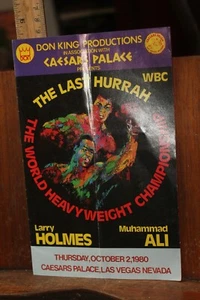 DON KING PRODUCTIONS
IN ASSOCIATION WITH
CAESARS PALACE
PRESENTS
THE LAST HURRAH
WBC
THE WORLD HEAVYWEIGHT CHAMPIONSHIP
Larry
HOLMES
Muhammad
ALI
THURSDAY, OCTOBER 2, 1980
CAESARS PALACE, LAS VEGAS NEVADA